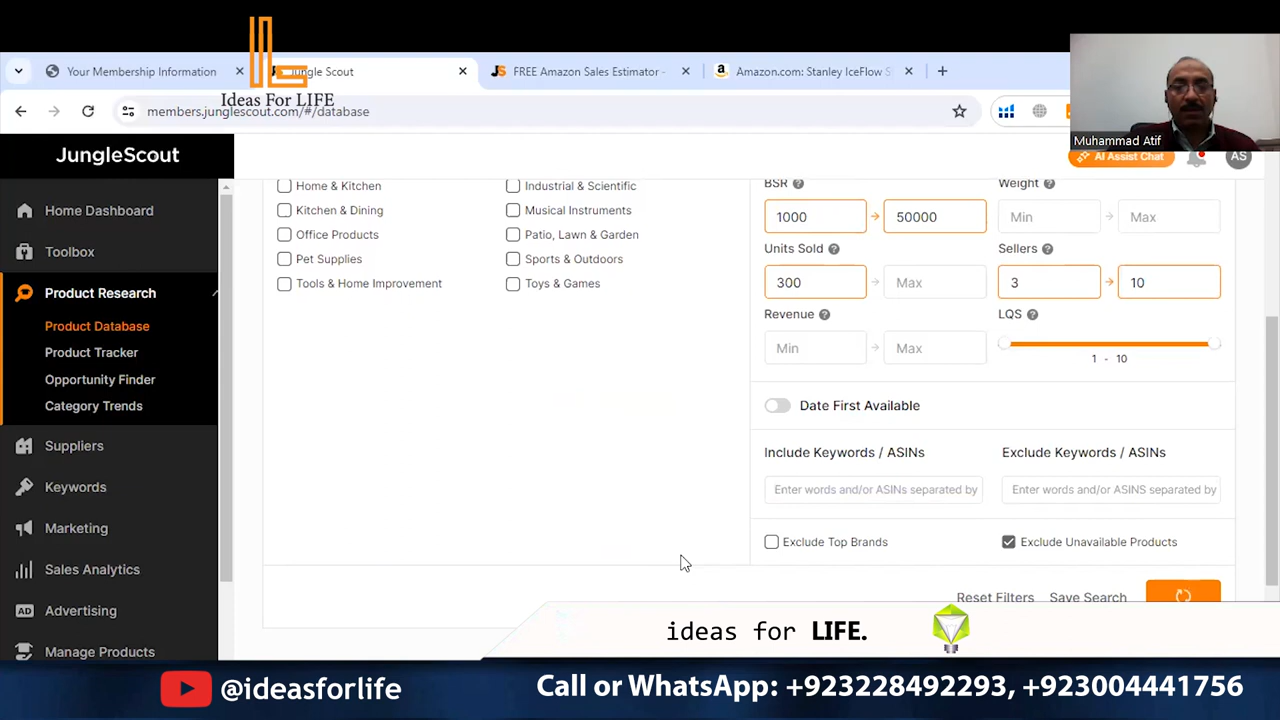 Your Membership Information
Jungle Scout
FREE Amazon Sales Estimator -
Amazon.com: Stanley IceFlow S
Ideas For LIFE
members.junglescout.com/#/database
Muhammad Atif
JungleScout
AI Assist Chat
AS
Home Dashboard
Toolbox
Product Research
Product Database
Product Tracker
Opportunity Finder
Category Trends
Suppliers
Keywords
Marketing
Sales Analytics
AD Advertising
Manage Products
Home & Kitchen
Kitchen & Dining
Office Products
Pet Supplies
Tools & Home Improvement
Industrial & Scientific
Musical Instruments
Patio, Lawn & Garden
Sports & Outdoors
Toys & Games
BSR
Weight
1000
50000
Min
Max
Units Sold
Sellers
300
Max
3
10
Revenue
LQS
Min
Max
1 - 10
Date First Available
Include Keywords / ASINs
Exclude Keywords / ASINs
Enter words and/or ASINs separated by
Enter words and/or ASINS separated by
Exclude Top Brands
Exclude Unavailable Products
Reset Filters
Save Search
ideas for LIFE.
@ideasforlife
Call or WhatsApp: +923228492293, +923004441756